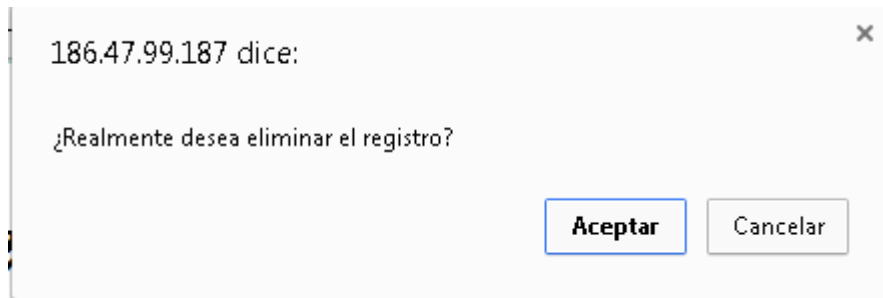 186.47.99.187 dice:
¿Realmente desea eliminar el registro?
Aceptar
Cancelar